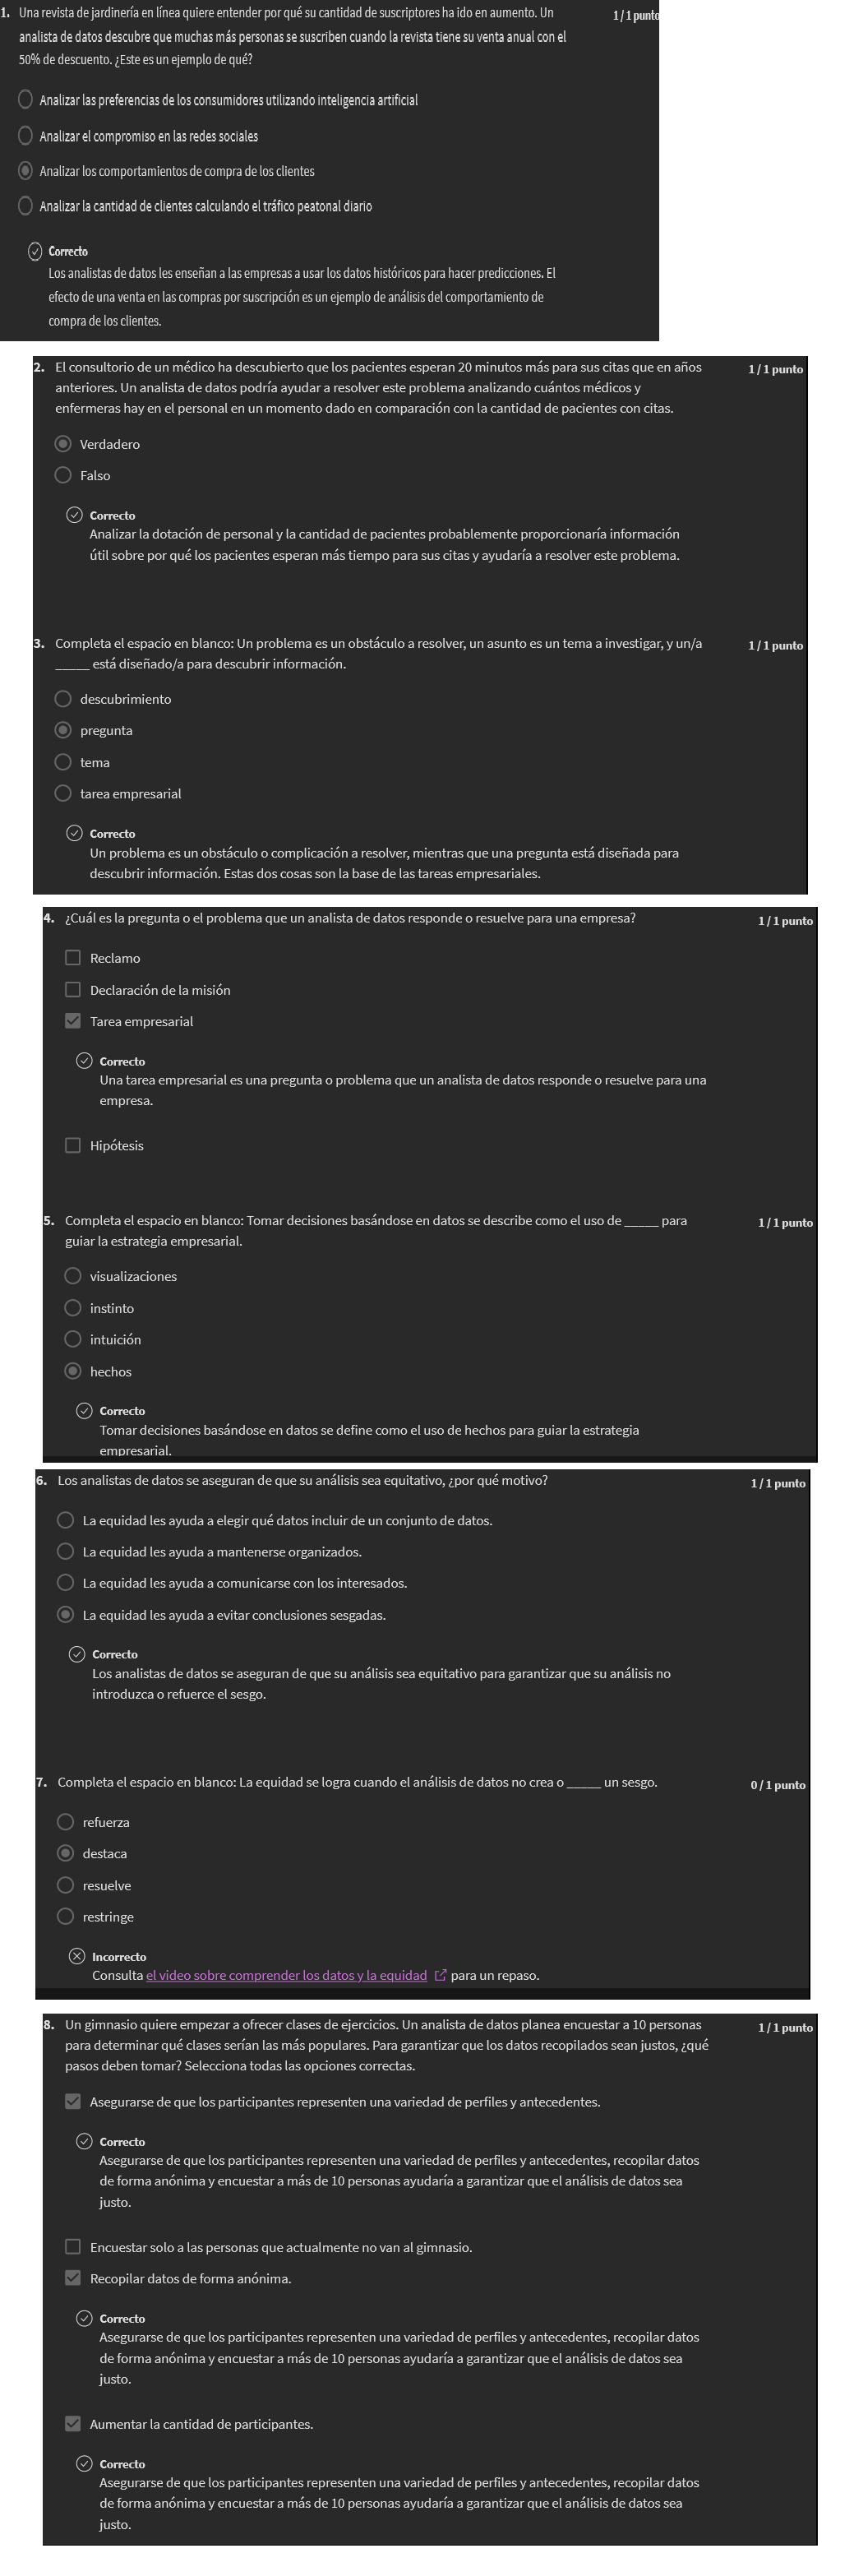 1. Una revista de jardinería en línea quiere entender por qué su cantidad de suscriptores ha ido en aumento. Un
1 / 1 punto
analista de datos descubre que muchas más personas se suscriben cuando la revista tiene su venta anual con el
50% de descuento. ¿Este es un ejemplo de qué?
Analizar las preferencias de los consumidores utilizando inteligencia artificial
Analizar el compromiso en las redes sociales
Analizar los comportamientos de compra de los clientes
Analizar la cantidad de clientes calculando el tráfico peatonal diario
Correcto
Los analistas de datos les enseñan a las empresas a usar los datos históricos para hacer predicciones. El
efecto de una venta en las compras por suscripción es un ejemplo de análisis del comportamiento de
compra de los clientes.
2. El consultorio de un médico ha descubierto que los pacientes esperan 20 minutos más para sus citas que en años
1 / 1 punto
anteriores. Un analista de datos podría ayudar a resolver este problema analizando cuántos médicos y
enfermeras hay en el personal en un momento dado en comparación con la cantidad de pacientes con citas.
Verdadero
Falso
Correcto
Analizar la dotación de personal y la cantidad de pacientes probablemente proporcionaría información
útil sobre por qué los pacientes esperan más tiempo para sus citas y ayudaría a resolver este problema.
3. Completa el espacio en blanco: Un problema es un obstáculo a resolver, un asunto es un tema a investigar, y un/a
1 / 1 punto
_____ está diseñado/a para descubrir información.
descubrimiento
pregunta
tema
tarea empresarial
Correcto
Un problema es un obstáculo o complicación a resolver, mientras que una pregunta está diseñada para
descubrir información. Estas dos cosas son la base de las tareas empresariales.
4. ¿Cuál es la pregunta o el problema que un analista de datos responde o resuelve para una empresa?
1 / 1 punto
Reclamo
Declaración de la misión
Tarea empresarial
Correcto
Una tarea empresarial es una pregunta o problema que un analista de datos responde o resuelve para una
empresa.
Hipótesis
5. Completa el espacio en blanco: Tomar decisiones basándose en datos se describe como el uso de _____ para
1 / 1 punto
guiar la estrategia empresarial.
visualizaciones
instinto
intuición
hechos
Correcto
Tomar decisiones basándose en datos se define como el uso de hechos para guiar la estrategia
empresarial.
6. Los analistas de datos se aseguran de que su análisis sea equitativo, ¿por qué motivo?
1 / 1 punto
La equidad les ayuda a elegir qué datos incluir de un conjunto de datos.
La equidad les ayuda a mantenerse organizados.
La equidad les ayuda a comunicarse con los interesados.
La equidad les ayuda a evitar conclusiones sesgadas.
Correcto
Los analistas de datos se aseguran de que su análisis sea equitativo para garantizar que su análisis no
introduzca o refuerce el sesgo.
7. Completa el espacio en blanco: La equidad se logra cuando el análisis de datos no crea o _____ un sesgo.
0 / 1 punto
refuerza
destaca
resuelve
restringe
Incorrecto
Consulta el video sobre comprender los datos y la equidad para un repaso.
8. Un gimnasio quiere empezar a ofrecer clases de ejercicios. Un analista de datos planea encuestar a 10 personas
1 / 1 punto
para determinar qué clases serían las más populares. Para garantizar que los datos recopilados sean justos, ¿qué
pasos deben tomar? Selecciona todas las opciones correctas.
Asegurarse de que los participantes representen una variedad de perfiles y antecedentes.
Correcto
Asegurarse de que los participantes representen una variedad de perfiles y antecedentes, recopilar datos
de forma anónima y encuestar a más de 10 personas ayudaría a garantizar que el análisis de datos sea
justo.
Encuestar solo a las personas que actualmente no van al gimnasio.
Recopilar datos de forma anónima.
Correcto
Asegurarse de que los participantes representen una variedad de perfiles y antecedentes, recopilar datos
de forma anónima y encuestar a más de 10 personas ayudaría a garantizar que el análisis de datos sea
justo.
Aumentar la cantidad de participantes.
Correcto
Asegurarse de que los participantes representen una variedad de perfiles y antecedentes, recopilar datos
de forma anónima y encuestar a más de 10 personas ayudaría a garantizar que el análisis de datos sea
justo.